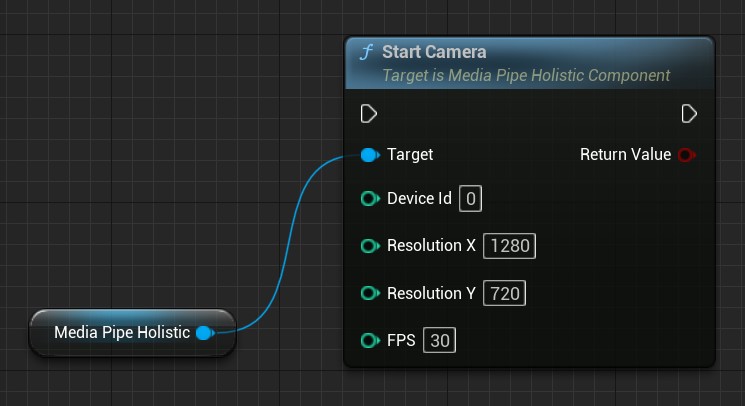 Start Camera
Target is Media Pipe Holistic Component
Target Return Value
Device Id 0
Resolution X 1280
Resolution Y 720
Media Pipe Holistic
FPS 30